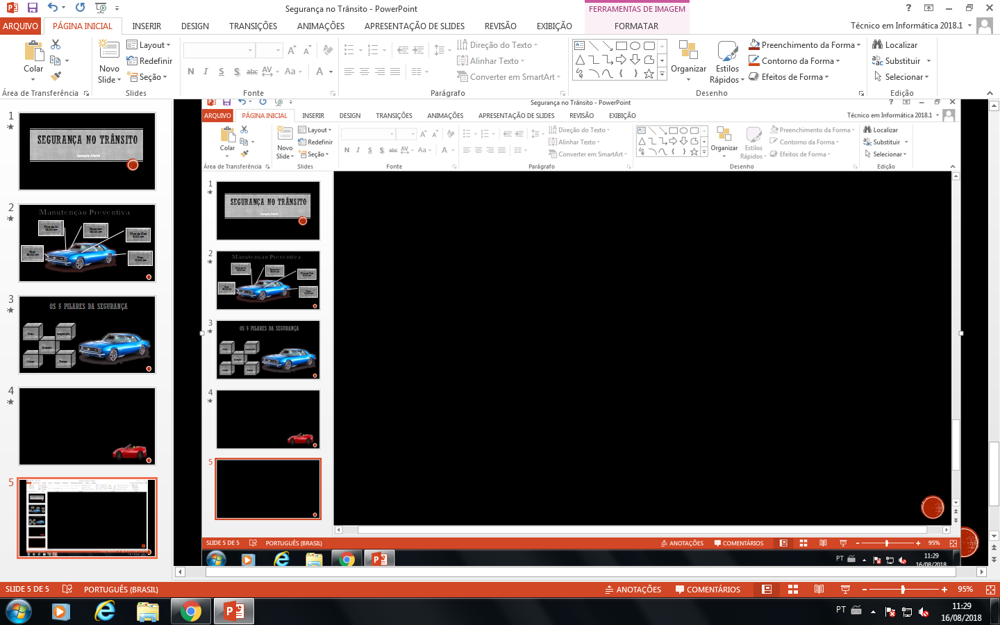 Segurança no Trânsito - PowerPoint
FERRAMENTAS DE IMAGEM
?
ARQUIVO PÁGINA INICIAL INSERIR DESIGN TRANSIÇÕES ANIMAÇÕES APRESENTAÇÃO DE SLIDES REVISÃO EXIBIÇÃO FORMATAR Técnico em Informática 2018.1
Colar
Novo Slide
Layout
Redefinir
Seção
N I S S abc AV Aa A
Direção do Texto
Alinhar Texto
Converter em SmartArt
Organizar
Estilos Rápidos
Preenchimento da Forma
Contorno da Forma
Efeitos de Forma
Localizar
Substituir
Selecionar
Área de Transferência Slides Fonte Parágrafo Desenho Edição
1
SEGURANÇA NO TRÂNSITO
Sempre Alerta
2
Manutenção Preventiva
3
OS 5 PILARES DA SEGURANÇA
4
5
Segurança no Trânsito - PowerPoint
?
ARQUIVO PÁGINA INICIAL INSERIR DESIGN TRANSIÇÕES ANIMAÇÕES APRESENTAÇÃO DE SLIDES REVISÃO EXIBIÇÃO Técnico em Informática 2018.1
Colar
Novo Slide
Layout
Redefinir
Seção
N I S S abc AV Aa A
Direção do Texto
Alinhar Texto
Converter em SmartArt
Organizar
Estilos Rápidos
Preenchimento da Forma
Contorno da Forma
Efeitos de Forma
Localizar
Substituir
Selecionar
Área de Transferência Slides Fonte Parágrafo Desenho Edição
1
SEGURANÇA NO TRÂNSITO
Sempre Alerta
2
Manutenção Preventiva
3
OS 5 PILARES DA SEGURANÇA
4
5
SLIDE 5 DE 5 PORTUGUÊS (BRASIL) ANOTAÇÕES COMENTÁRIOS 95%
PT 11:29
16/08/2018
SLIDE 5 DE 5 PORTUGUÊS (BRASIL) ANOTAÇÕES COMENTÁRIOS 95%
PT 11:29
16/08/2018